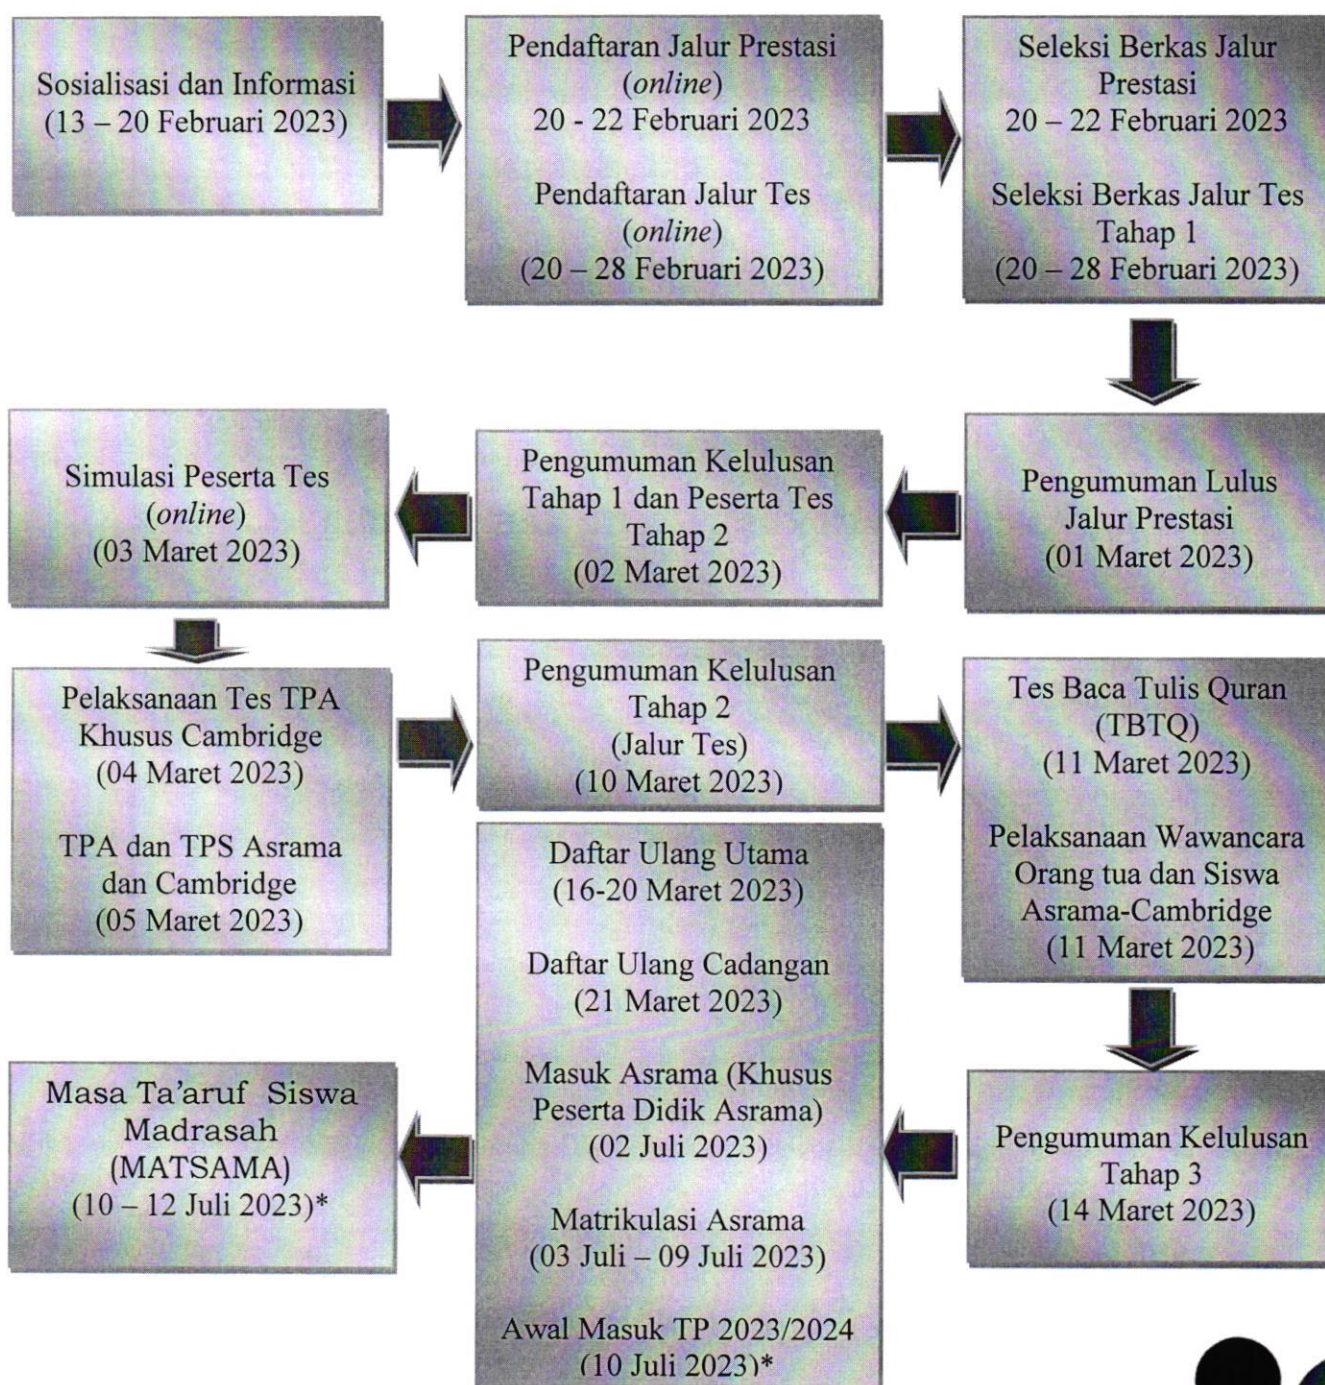 Sosialisasi dan Informasi
(13 – 20 Februari 2023)
Pendaftaran Jalur Prestasi
(online)
20 - 22 Februari 2023
Pendaftaran Jalur Tes
(online)
(20 – 28 Februari 2023)
Seleksi Berkas Jalur
Prestasi
20 – 22 Februari 2023
Seleksi Berkas Jalur Tes
Tahap 1
(20 – 28 Februari 2023)
Pengumuman Lulus
Jalur Prestasi
(01 Maret 2023)
Pengumuman Kelulusan
Tahap 1 dan Peserta Tes
Tahap 2
(02 Maret 2023)
Simulasi Peserta Tes
(online)
(03 Maret 2023)
Pelaksanaan Tes TPA
Khusus Cambridge
(04 Maret 2023)
TPA dan TPS Asrama
dan Cambridge
(05 Maret 2023)
Pengumuman Kelulusan
Tahap 2
(Jalur Tes)
(10 Maret 2023)
Tes Baca Tulis Quran
(TBTQ)
(11 Maret 2023)
Pelaksanaan Wawancara
Orang tua dan Siswa
Asrama-Cambridge
(11 Maret 2023)
Pengumuman Kelulusan
Tahap 3
(14 Maret 2023)
Daftar Ulang Utama
(16-20 Maret 2023)
Daftar Ulang Cadangan
(21 Maret 2023)
Masuk Asrama (Khusus
Peserta Didik Asrama)
(02 Juli 2023)
Matrikulasi Asrama
(03 Juli – 09 Juli 2023)
Awal Masuk TP 2023/2024
(10 Juli 2023)*
Masa Ta'aruf Siswa
Madrasah
(MATSAMA)
(10 – 12 Juli 2023)*